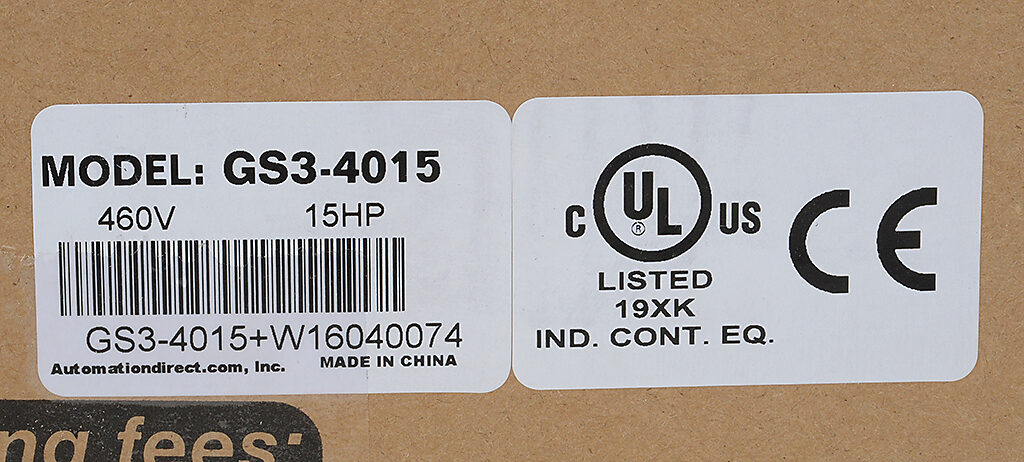 MODEL: GS3-4015
460V 15HP
GS3-4015+W16040074
Automationdirect.com, Inc. MADE IN CHINA
C UL® US
LISTED
19XK
IND. CONT. EQ.
CE
fees: